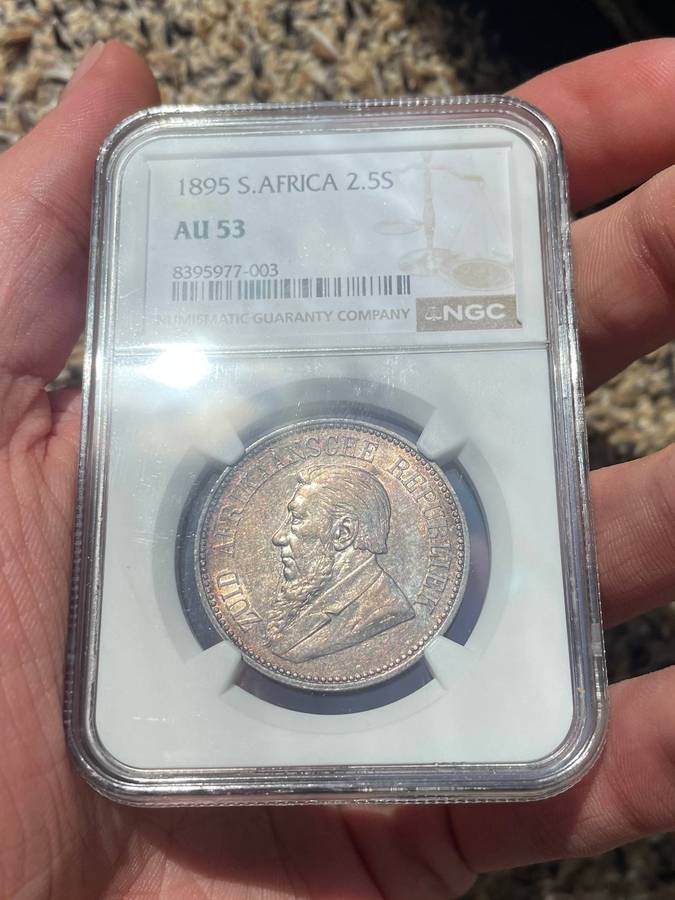 1895 S.AFRICA 2.5S
AU 53
8395977-003
NUMISMATIC GUARANTY COMPANY
NGC
ZUID AFRIKAANSCHE REPUBLIEK